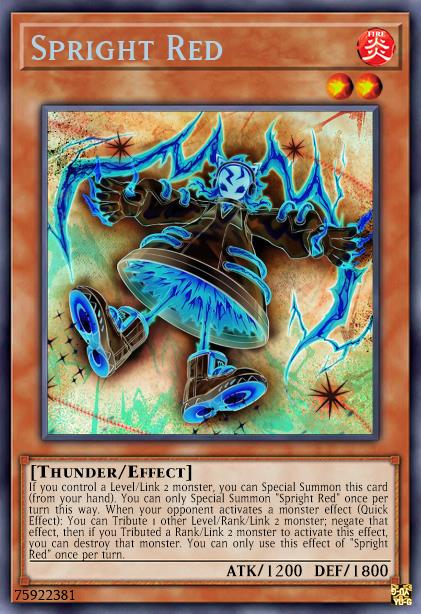 Spright Red
FIRE
炎
[Thunder/Effect]
If you control a Level/Link 2 monster, you can Special Summon this card
(from your hand). You can only Special Summon "Spright Red" once per
turn this way. When your opponent activates a monster effect (Quick
Effect): You can Tribute 1 other Level/Rank/Link 2 monster; negate that
effect, then if you Tributed a Rank/Link 2 monster to activate this effect,
you can destroy that monster. You can only use this effect of "Spright
Red" once per turn.
ATK/1200 DEF/1800
75922381